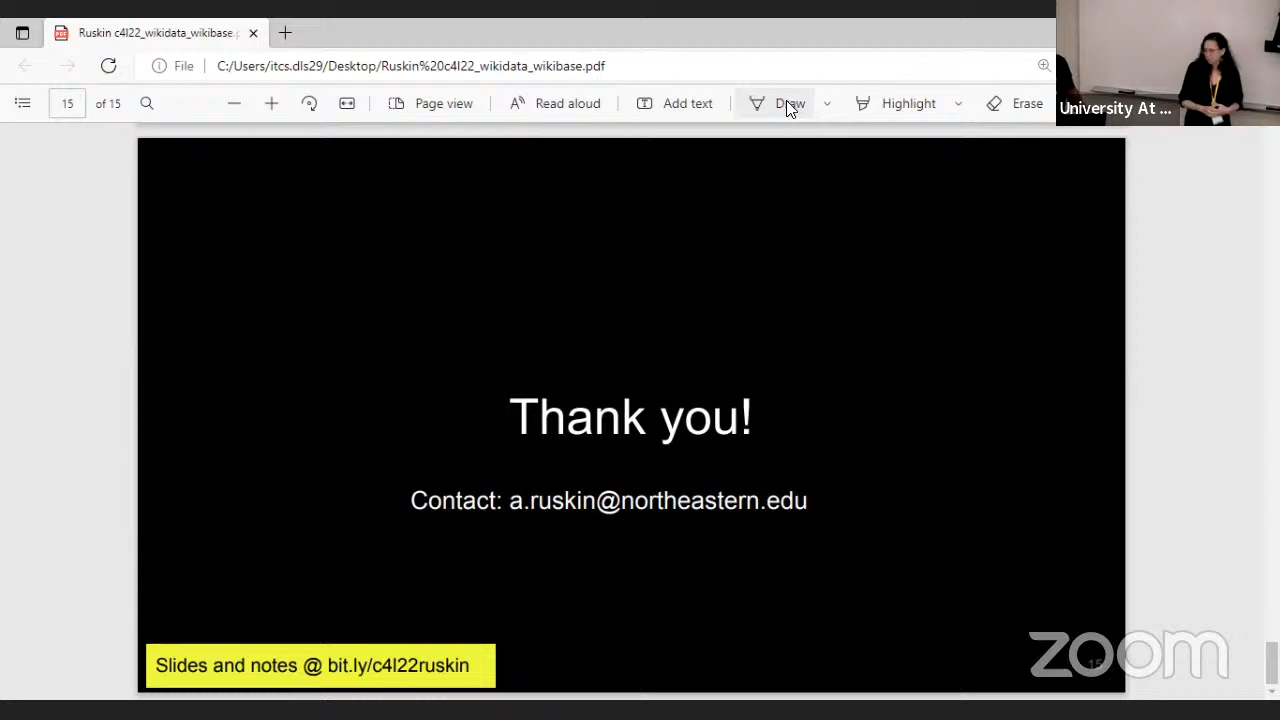 Ruskin c4l22_wikidata_wikibase.p
File
C:/Users/itcs.dls29/Desktop/Ruskin%20c4l22_wikidata_wikibase.pdf
15 of 15
Page view
Read aloud
Add text
Draw
Highlight
Erase
University At ...
Thank you!
Contact: a.ruskin@northeastern.edu
Slides and notes @ bit.ly/c4l22ruskin
15
zoom